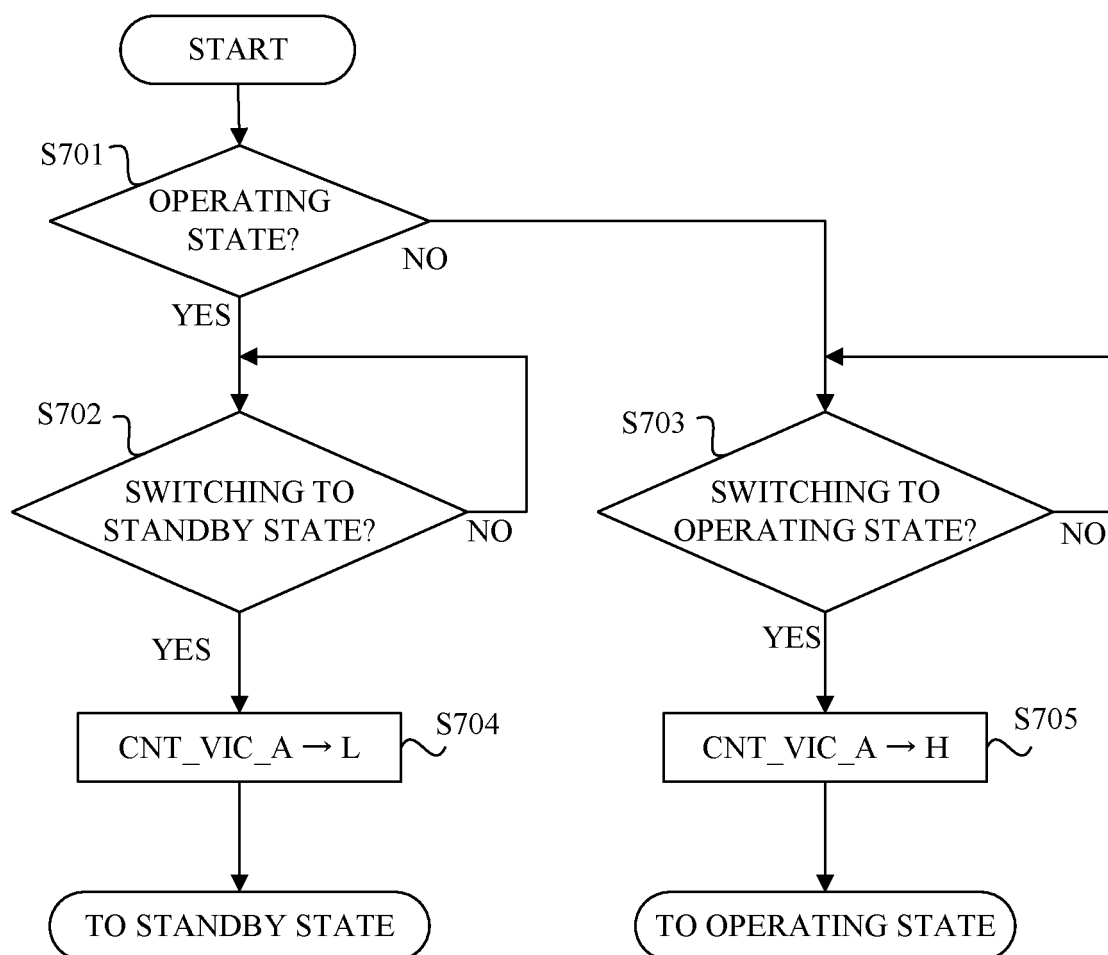 START
S701
OPERATING
STATE?
NO
YES
S702
SWITCHING TO
STANDBY STATE?
NO
YES
S704
CNT_VIC_A → L
TO STANDBY STATE
S703
SWITCHING TO
OPERATING STATE?
NO
YES
S705
CNT_VIC_A → H
TO OPERATING STATE